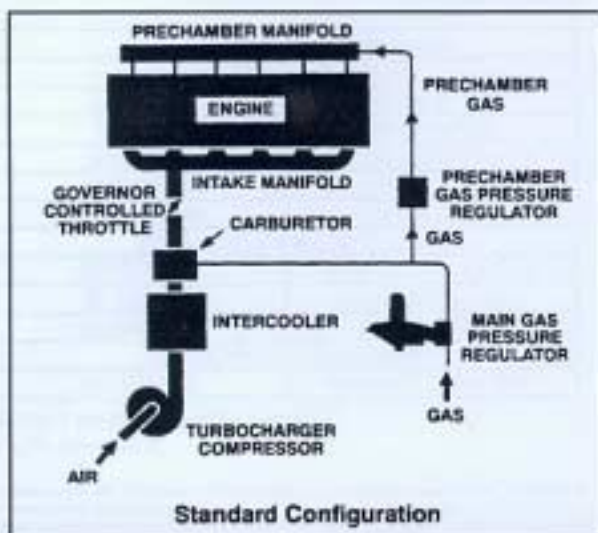 PRECHAMBER MANIFOLD
PRECHAMBER
GAS
ENGINE
INTAKE MANIFOLD
PRECHAMBER
GAS PRESSURE
REGULATOR
GOVERNOR
CONTROLLED
THROTTLE
CARBURETOR
GAS
INTERCOOLER
MAIN GAS
PRESSURE
REGULATOR
GAS
TURBOCHARGER
COMPRESSOR
AIR
Standard Configuration